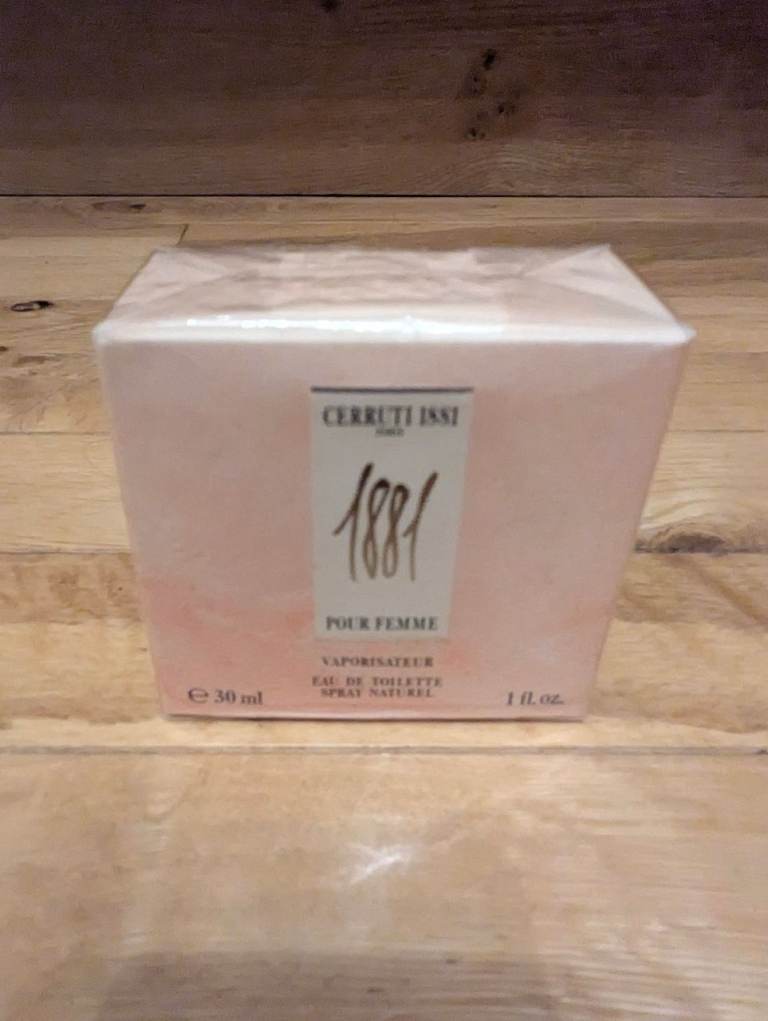 CERRUTI 1881
1881
POUR FEMME
VAPORISATEUR
EAU DE TOILETTE
SPRAY NATUREL
℮ 30 ml
1 fl. oz.